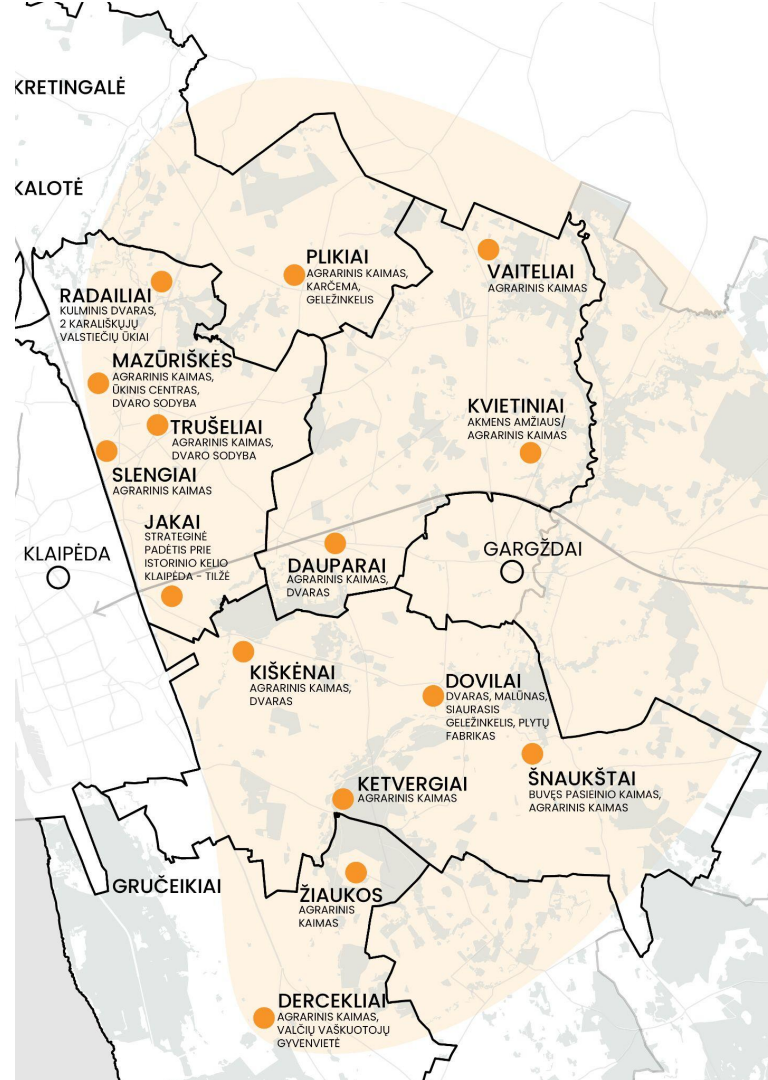 KRETINGALĖ
KALOTĖ
PLIKIAI
AGRARINIS KAIMAS,
KARČEMA,
GELEŽINKELIS
VAITELIAI
AGRARINIS KAIMAS
RADAILIAI
KULMINIS DVARAS,
2 KARALIŠKŲJŲ
VALSTIEČIŲ ŪKIAI
MAZŪRIŠKĖS
AGRARINIS KAIMAS,
ŪKINIS CENTRAS,
DVARO SODYBA
KVIETINIAI
AKMENS AMŽIAUS/
AGRARINIS KAIMAS
TRUŠELIAI
AGRARINIS KAIMAS,
DVARO SODYBA
SLENGIAI
AGRARINIS KAIMAS
JAKAI
STRATEGINĖ
PADĖTIS PRIE
ISTORINIO KELIO
KLAIPĖDA - TILŽĖ
KLAIPĖDA
GARGŽDAI
DAUPARAI
AGRARINIS KAIMAS,
DVARAS
KIŠKĖNAI
AGRARINIS KAIMAS,
DVARAS
DOVILAI
DVARAS, MALŪNAS,
SIAURASIS
GELEŽINKELIS, PLYTŲ
FABRIKAS
ŠNAUKŠTAI
BUVĘS PASIENIO KAIMAS,
AGRARINIS KAIMAS
KETVERGIAI
AGRARINIS KAIMAS
GRUČEIKIAI
ŽIAUKOS
AGRARINIS
KAIMAS
DERCEKLIAI
AGRARINIS KAIMAS,
VALČIŲ VAŠKUOTOJŲ
GYVENVIETĖ